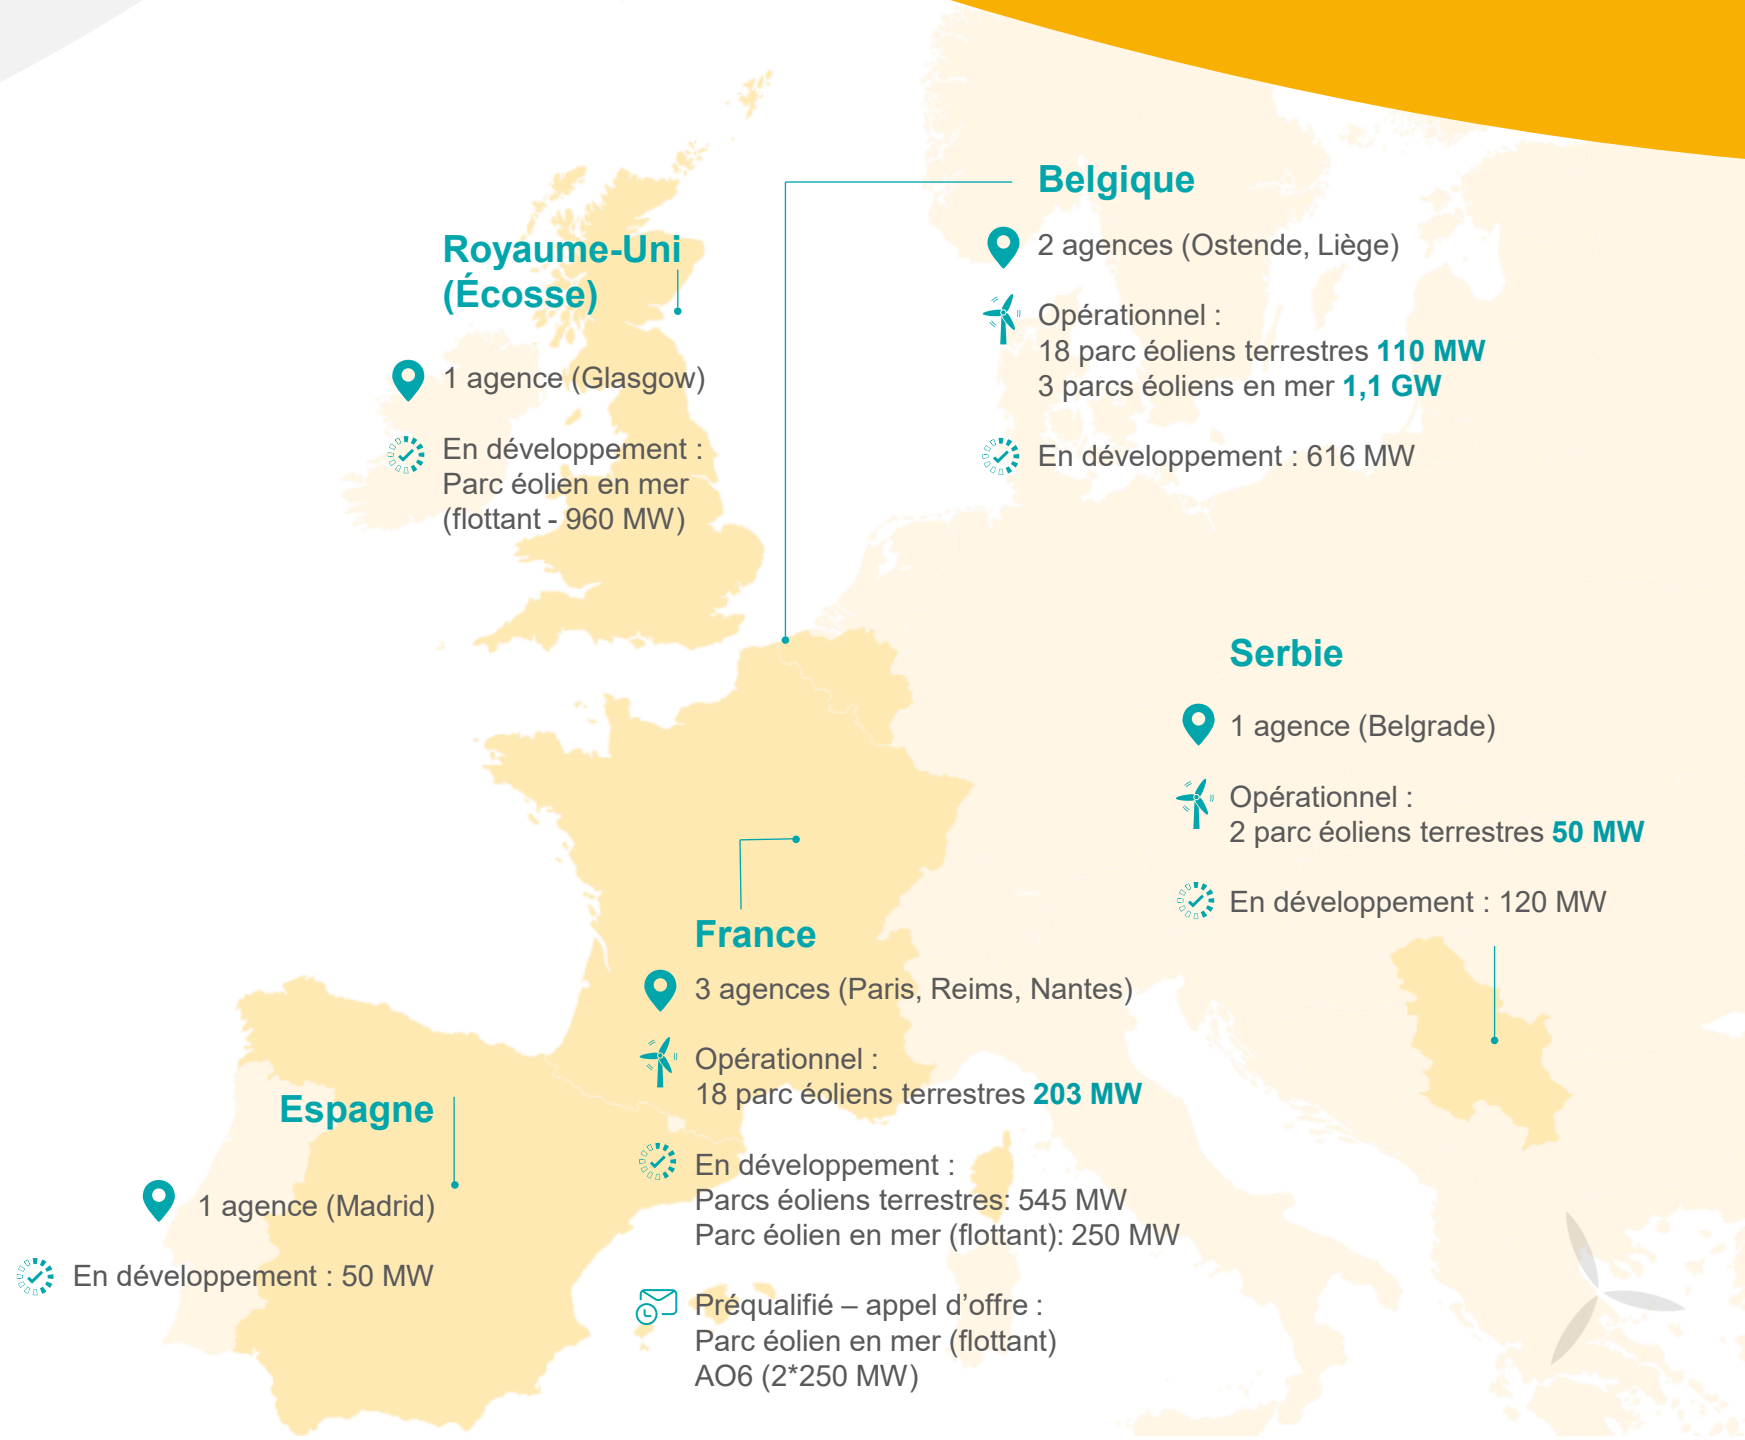 Belgique
2 agences (Ostende, Liège)
Opérationnel :
18 parc éoliens terrestres 110 MW
3 parcs éoliens en mer 1,1 GW
En développement : 616 MW
Royaume-Uni
(Écosse)
1 agence (Glasgow)
En développement :
Parc éolien en mer
(flottant - 960 MW)
Serbie
1 agence (Belgrade)
Opérationnel :
2 parc éoliens terrestres 50 MW
En développement : 120 MW
France
3 agences (Paris, Reims, Nantes)
Opérationnel :
18 parc éoliens terrestres 203 MW
En développement :
Parcs éoliens terrestres: 545 MW
Parc éolien en mer (flottant): 250 MW
Préqualifié – appel d’offre :
Parc éolien en mer (flottant)
AO6 (2*250 MW)
Espagne
1 agence (Madrid)
En développement : 50 MW